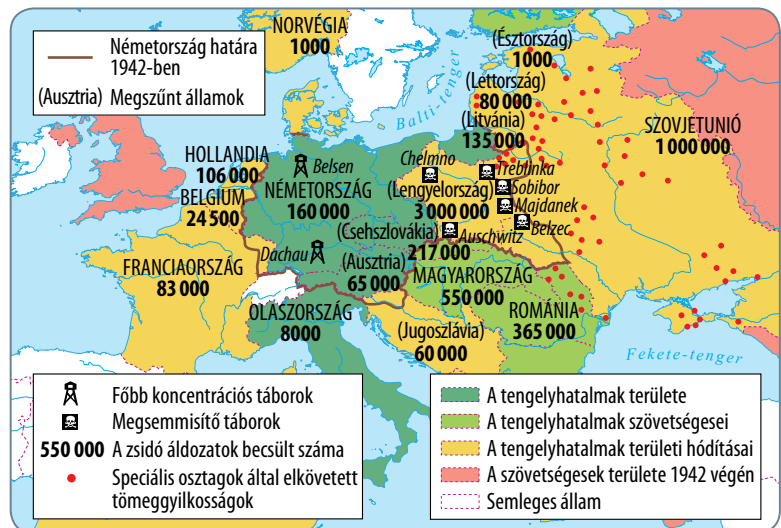 Németország határa
1942-ben
(Ausztria) Megszűnt államok
NORVÉGIA
1000
(Észtország)
1000
(Lettország)
80 000
(Litvánia)
135 000
Balti-tenger
SZOVJETUNIÓ
1 000 000
HOLLANDIA
106 000
BELGIUM
24 500
Belsen
NÉMETORSZÁG
160 000
Chelmno
(Lengyelország)
3 000 000
Treblinka
Sobibor
Majdanek
Belzec
Auschwitz
(Csehszlovákia)
217 000
Dachau
(Ausztria)
65 000
FRANCIAORSZÁG
83 000
MAGYARORSZÁG
550 000
ROMÁNIA
365 000
OLASZORSZÁG
8000
(Jugoszlávia)
60 000
Fekete-tenger
Főbb koncentrációs táborok
Megsemmisítő táborok
550 000 A zsidó áldozatok becsült száma
Speciális osztagok által elkövetett
tömeggyilkosságok
A tengelyhatalmak területe
A tengelyhatalmak szövetségesei
A tengelyhatalmak területi hódításai
A szövetségesek területe 1942 végén
Semleges állam